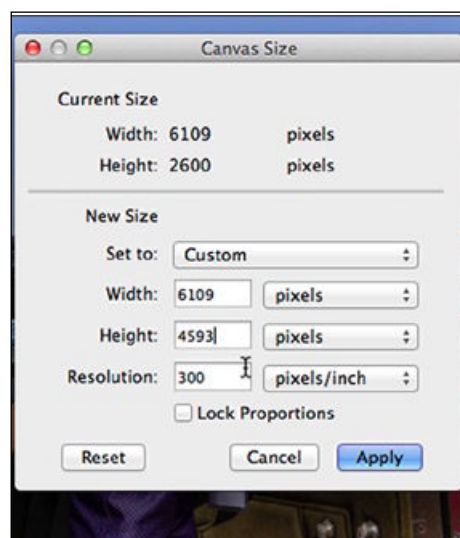 Canvas Size
Current Size
Width: 6109 pixels
Height: 2600 pixels
New Size
Set to: Custom
Width: 6109 pixels
Height: 4593 pixels
Resolution: 300 pixels/inch
Lock Proportions
Reset Cancel Apply